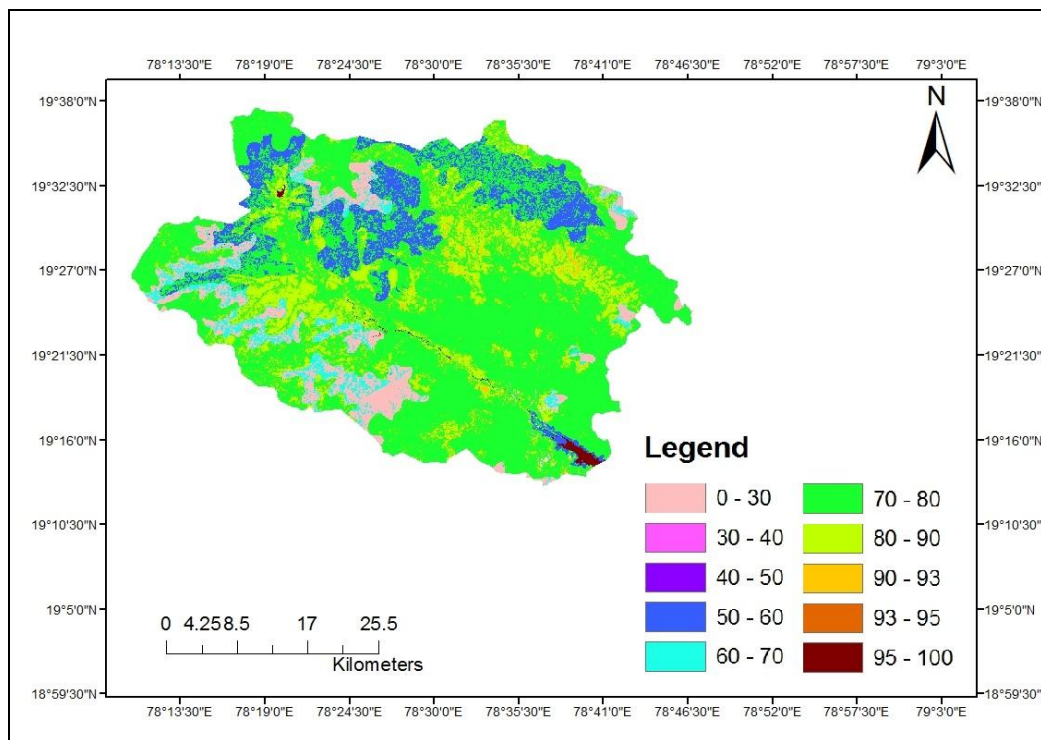 78°13'30"E 78°19'0"E 78°24'30"E 78°30'0"E 78°35'30"E 78°41'0"E 78°46'30"E 78°52'0"E 78°57'30"E 79°3'0"E
19°38'0"N 19°38'0"N
N
19°32'30"N 19°32'30"N
19°27'0"N 19°27'0"N
19°21'30"N 19°21'30"N
19°16'0"N 19°16'0"N
Legend
0 - 30 70 - 80
19°10'30"N 19°10'30"N
30 - 40 80 - 90
40 - 50 90 - 93
19°5'0"N 19°5'0"N
0 4.25 8.5 17 25.5 50 - 60 93 - 95
60 - 70 95 - 100
Kilometers
18°59'30"N 18°59'30"N
78°13'30"E 78°19'0"E 78°24'30"E 78°30'0"E 78°35'30"E 78°41'0"E 78°46'30"E 78°52'0"E 78°57'30"E 79°3'0"E